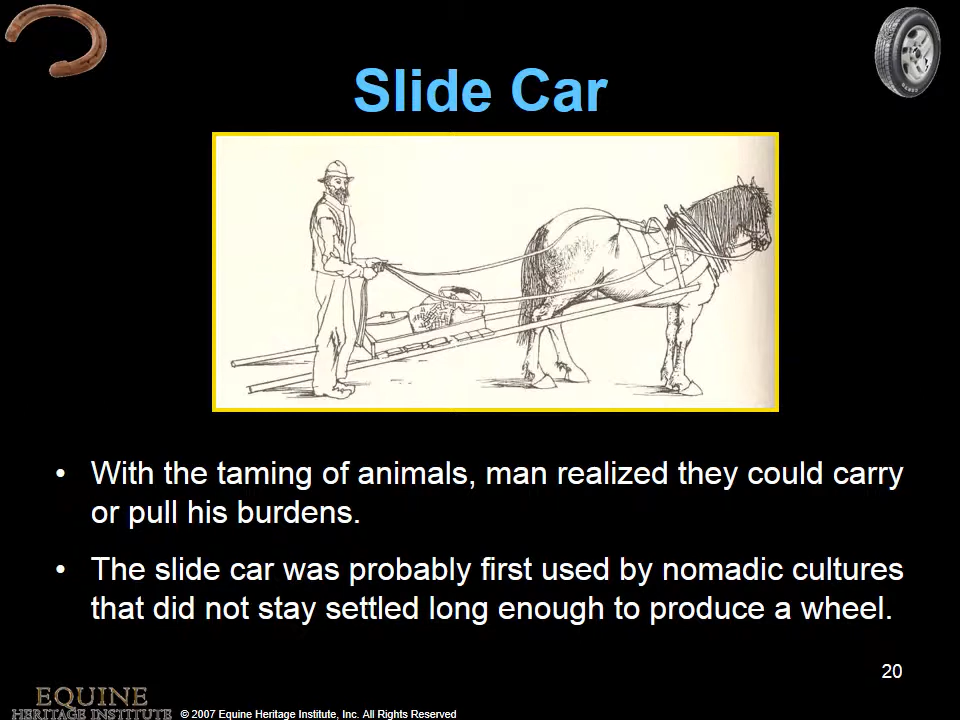 Slide Car
• With the taming of animals, man realized they could carry
or pull his burdens.
• The slide car was probably first used by nomadic cultures
that did not stay settled long enough to produce a wheel.
20
EQUINE
HERITAGE INSTITUTE
© 2007 Equine Heritage Institute, Inc. All Rights Reserved